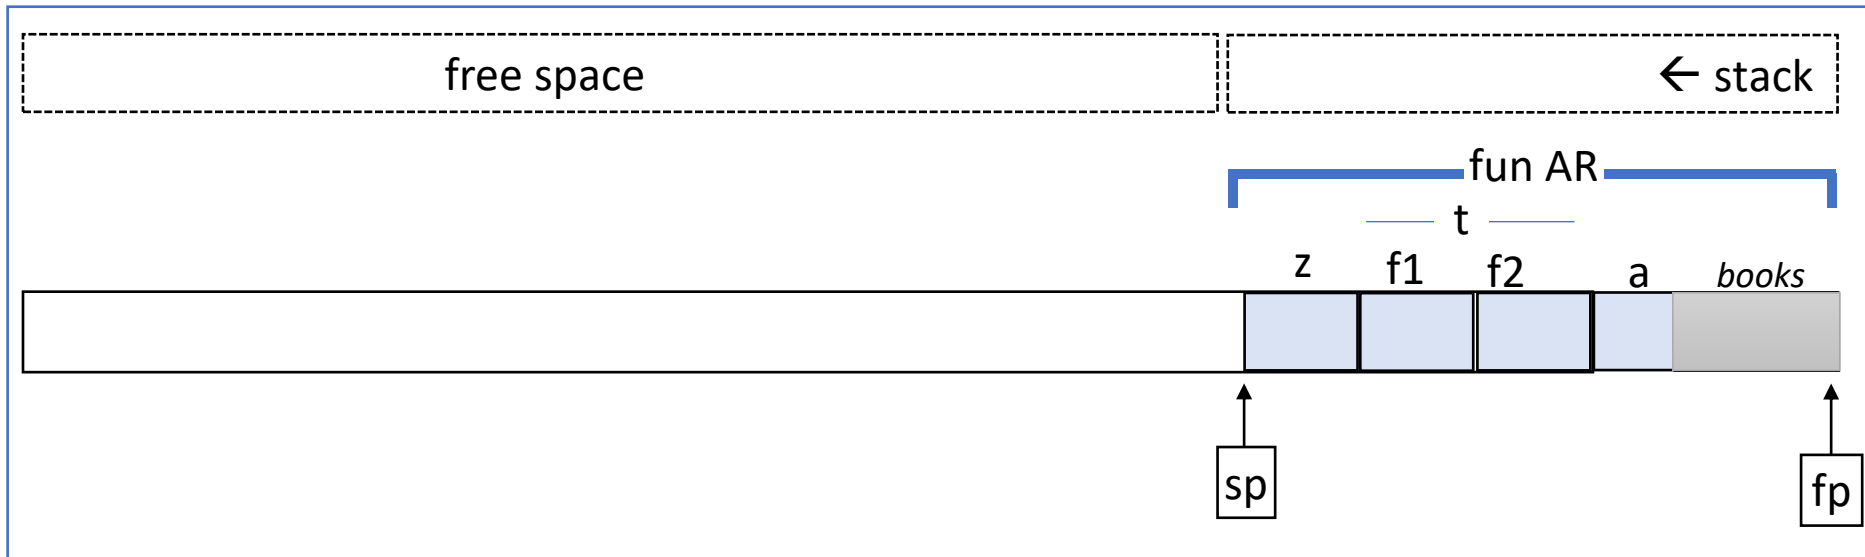 free space
← stack
fun AR
t
z f1 f2 a books
sp
fp